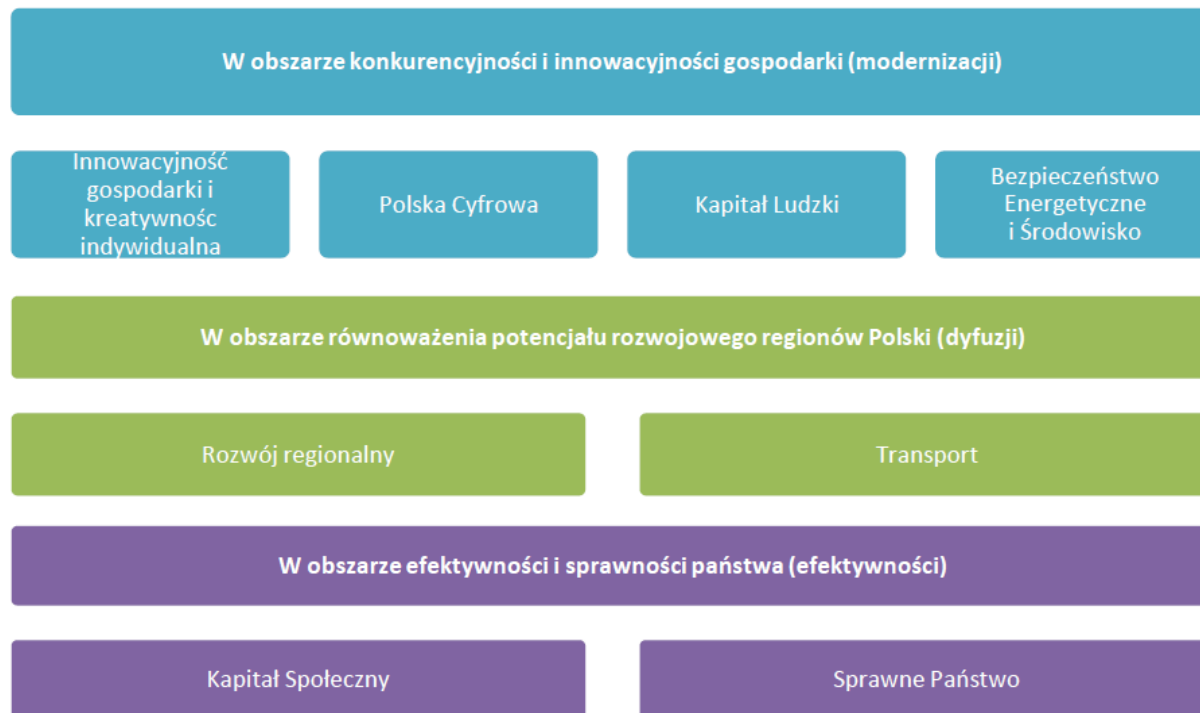 W obszarze konkurencyjności i innowacyjności gospodarki (modernizacji)
Innowacyjność
gospodarki i
kreatywnośc
indywidualna
Polska Cyfrowa
Kapitał Ludzki
Bezpieczeństwo
Energetyczne
i Środowisko
W obszarze równoważenia potencjału rozwojowego regionów Polski (dyfuzji)
Rozwój regionalny
Transport
W obszarze efektywności i sprawności państwa (efektywności)
Kapitał Społeczny
Sprawne Państwo